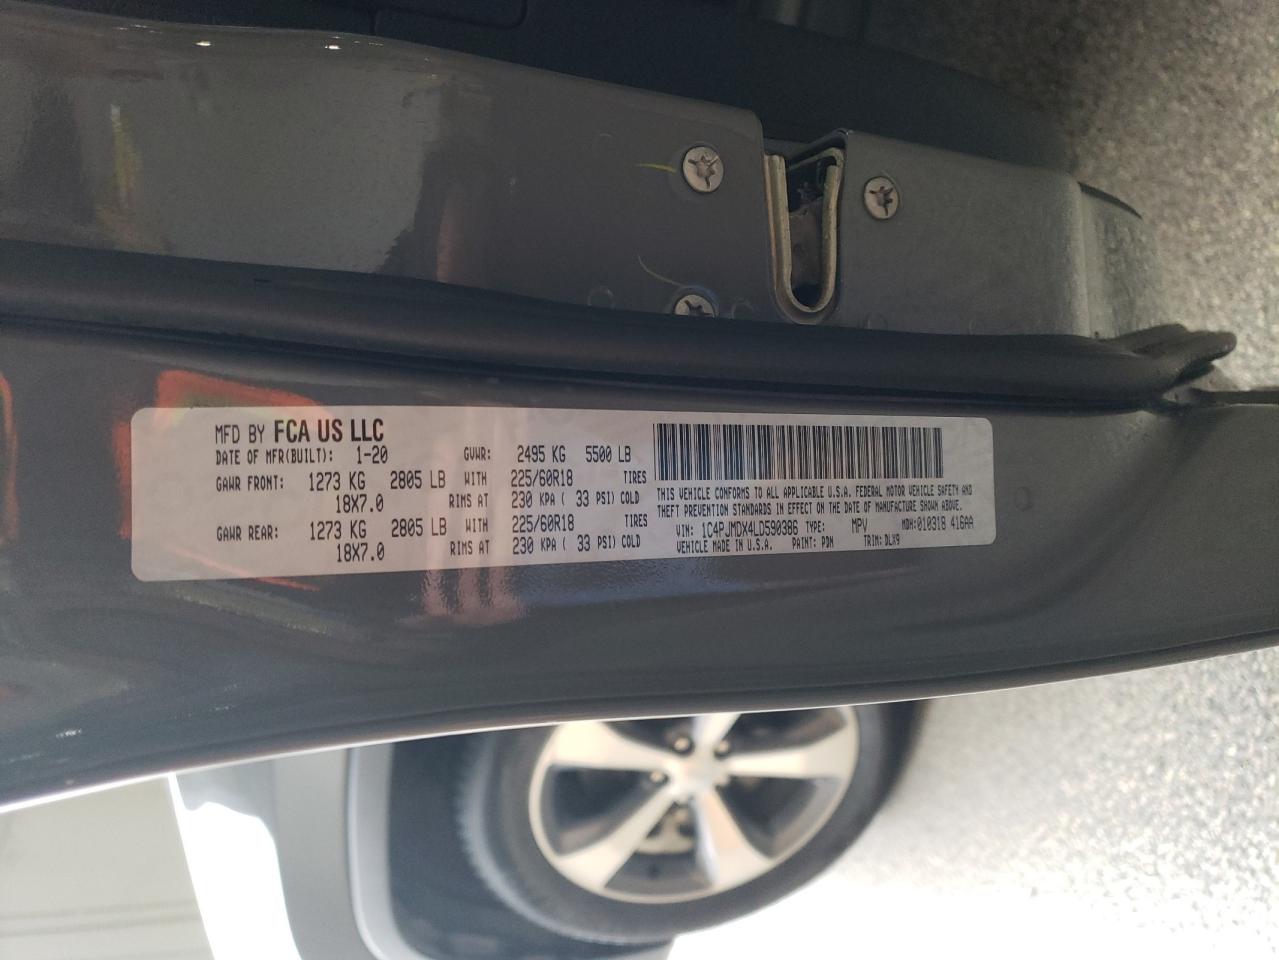 MFD BY FCA US LLC
DATE OF MFR(BUILT): 1-20 GVWR: 2495 KG 5500 LB
GAWR FRONT: 1273 KG 2805 LB WITH 225/60R18 TIRES
18X7.0 RIMS AT 230 KPA ( 33 PSI) COLD
GAWR REAR: 1273 KG 2805 LB WITH 225/60R18 TIRES
18X7.0 RIMS AT 230 KPA ( 33 PSI) COLD
THIS VEHICLE CONFORMS TO ALL APPLICABLE U.S.A. FEDERAL MOTOR VEHICLE SAFETY AND
THEFT PREVENTION STANDARDS IN EFFECT ON THE DATE OF MANUFACTURE SHOWN ABOVE.
VIN: 1C4PJMDX4LD590386 TYPE: MPV MDH:010318 416AA
VEHICLE MADE IN U.S.A. PAINT: PDN TRIM: DLX9